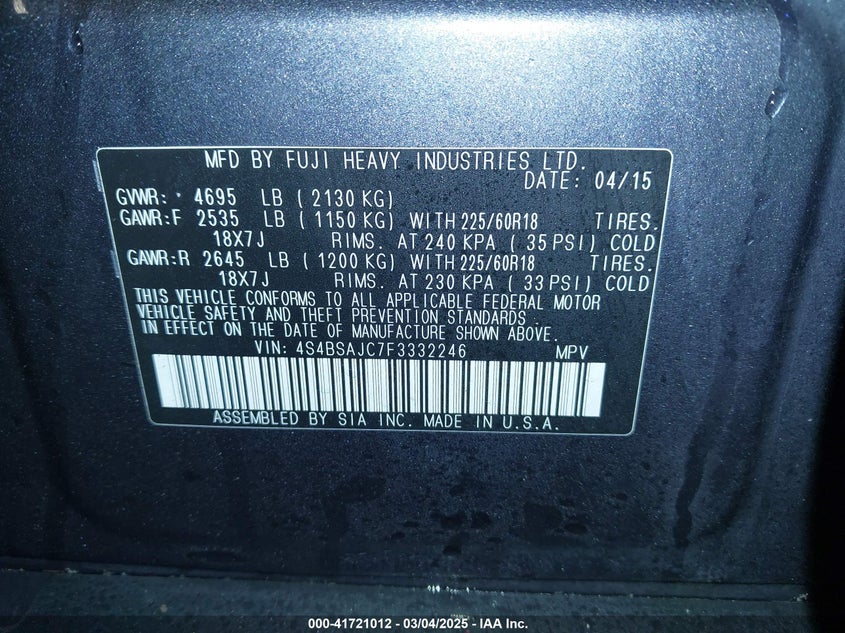 MFD BY FUJI HEAVY INDUSTRIES LTD.
DATE: 04/15
GVWR: 4695 LB ( 2130 KG)
GAWR:F 2535 LB ( 1150 KG) WITH 225/60R18 TIRES.
18X7J RIMS. AT 240 KPA ( 35 PSI) COLD
GAWR:R 2645 LB ( 1200 KG) WITH 225/60R18 TIRES.
18X7J RIMS. AT 230 KPA ( 33 PSI) COLD
THIS VEHICLE CONFORMS TO ALL APPLICABLE FEDERAL MOTOR
VEHICLE SAFETY AND THEFT PREVENTION STANDARDS
IN EFFECT ON THE DATE OF MANUFACTURE SHOWN ABOVE.
VIN: 4S4BSAJC7F3332246 MPV
ASSEMBLED BY SIA INC. MADE IN U.S.A.
000-41721012 — 03/04/2025 — IAA Inc.